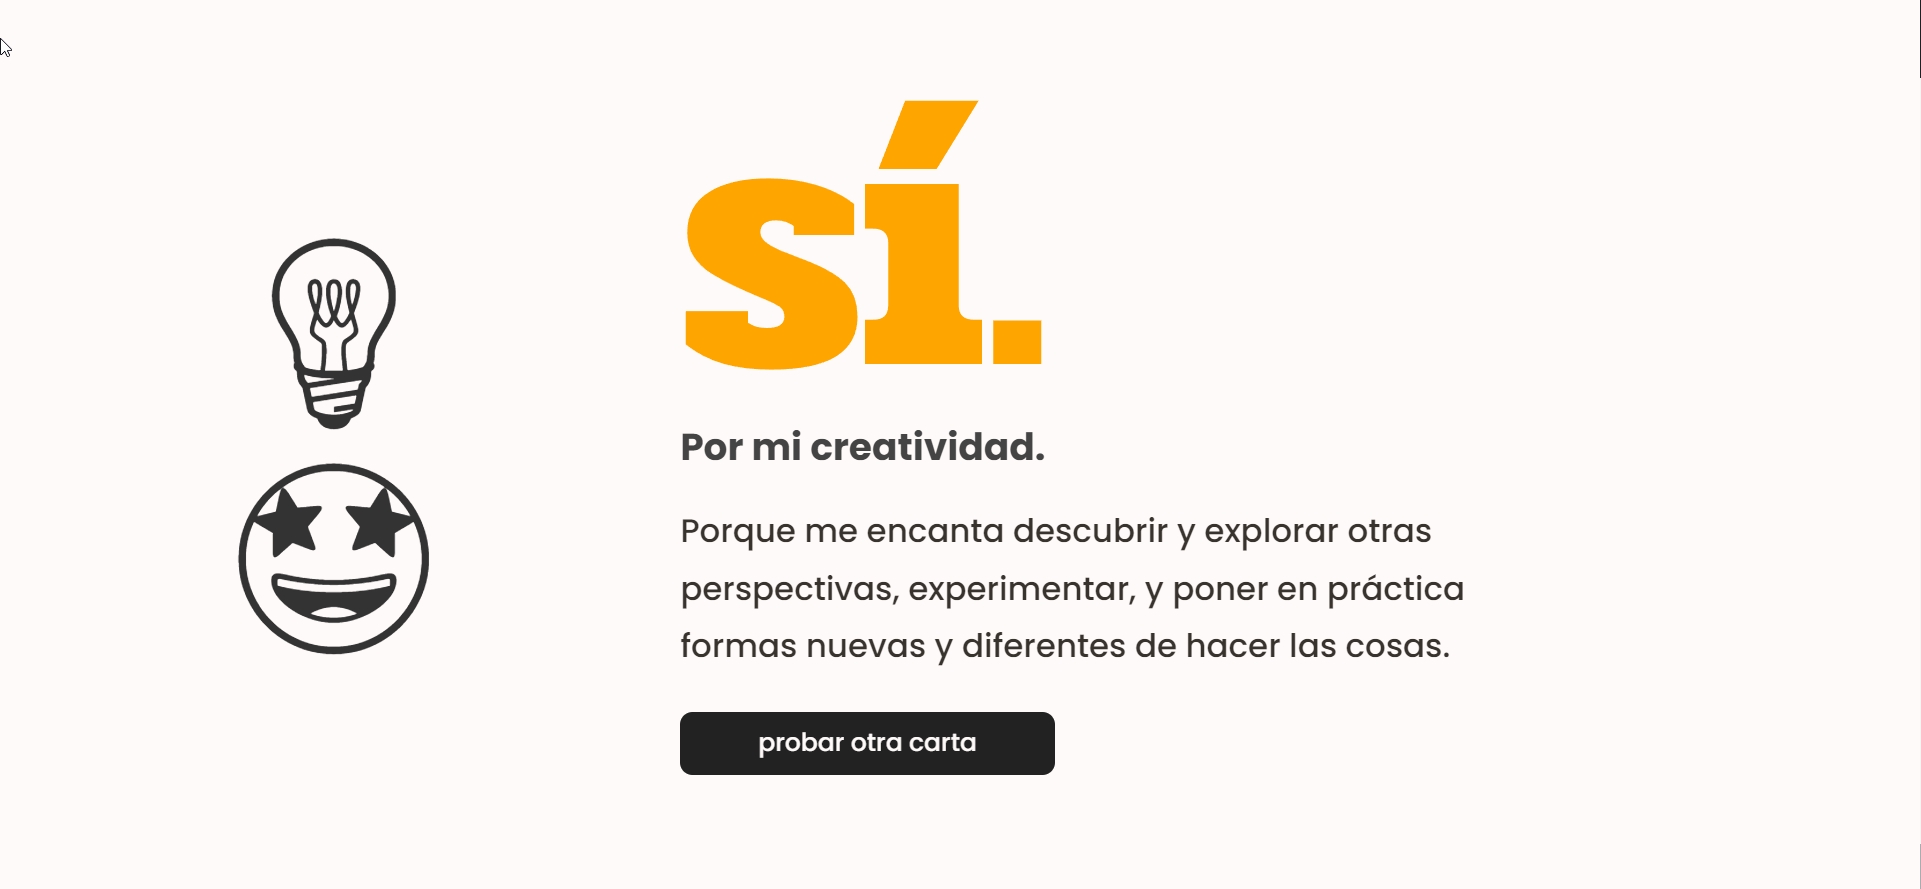 sí.
Por mi creatividad.
Porque me encanta descubrir y explorar otras
perspectivas, experimentar, y poner en práctica
formas nuevas y diferentes de hacer las cosas.
probar otra carta